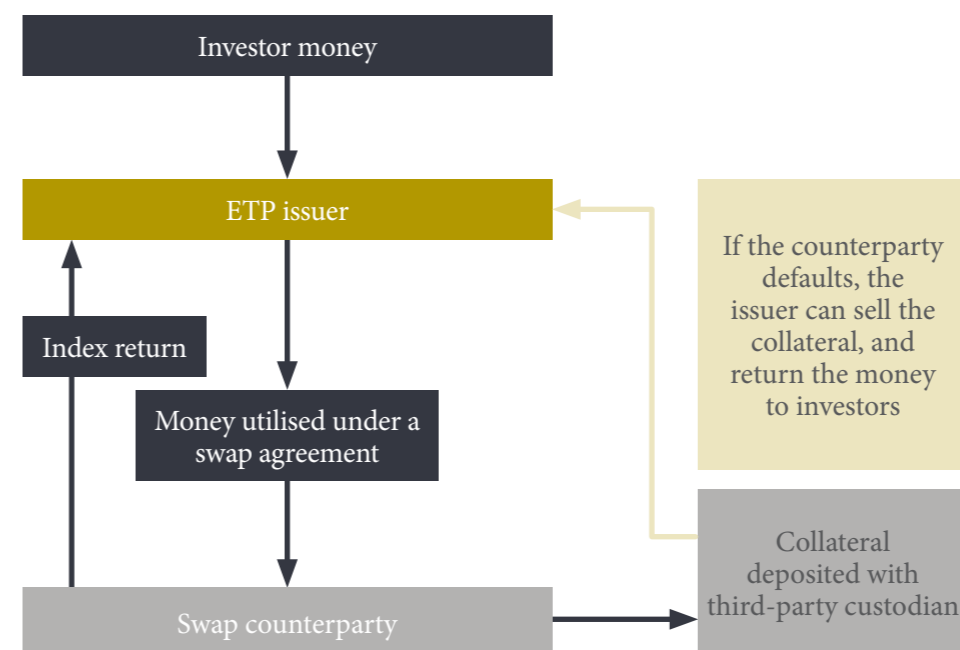 Investor money
ETP issuer
If the counterparty
defaults, the
issuer can sell the
collateral, and
return the money
to investors
Index return
Money utilised under a
swap agreement
Swap counterparty
Collateral
deposited with
third-party custodian